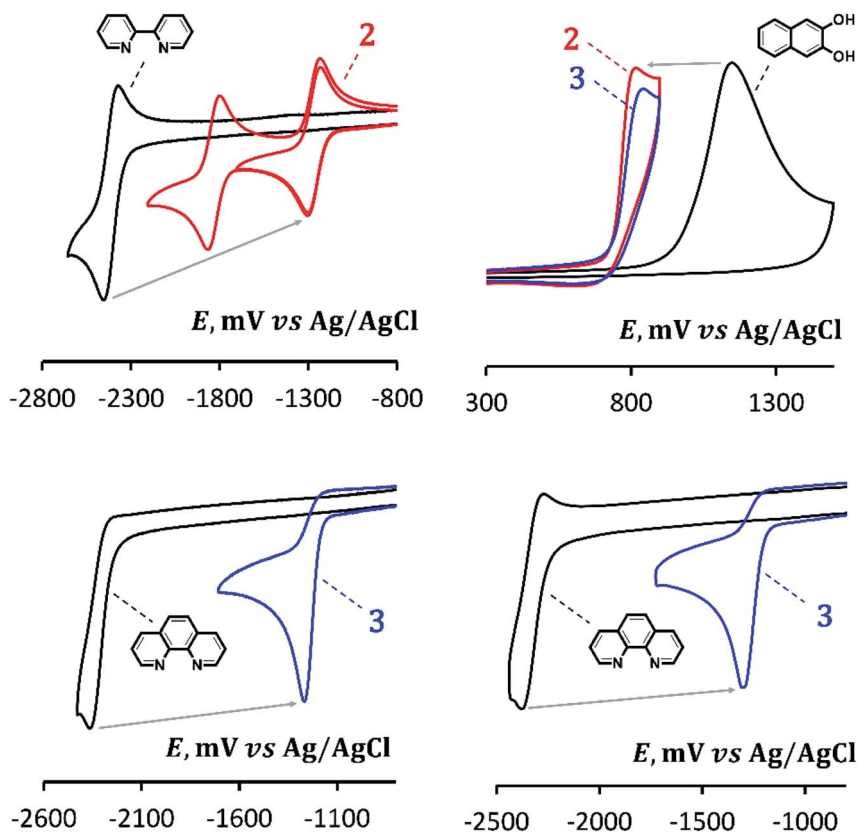 2
N N
E, mV vs Ag/AgCl
-2800 -2300 -1800 -1300 -800
2
3
OH
OH
E, mV vs Ag/AgCl
300 800 1300
3
N N
E, mV vs Ag/AgCl
-2600 -2100 -1600 -1100
3
N N
E, mV vs Ag/AgCl
-2500 -2000 -1500 -1000